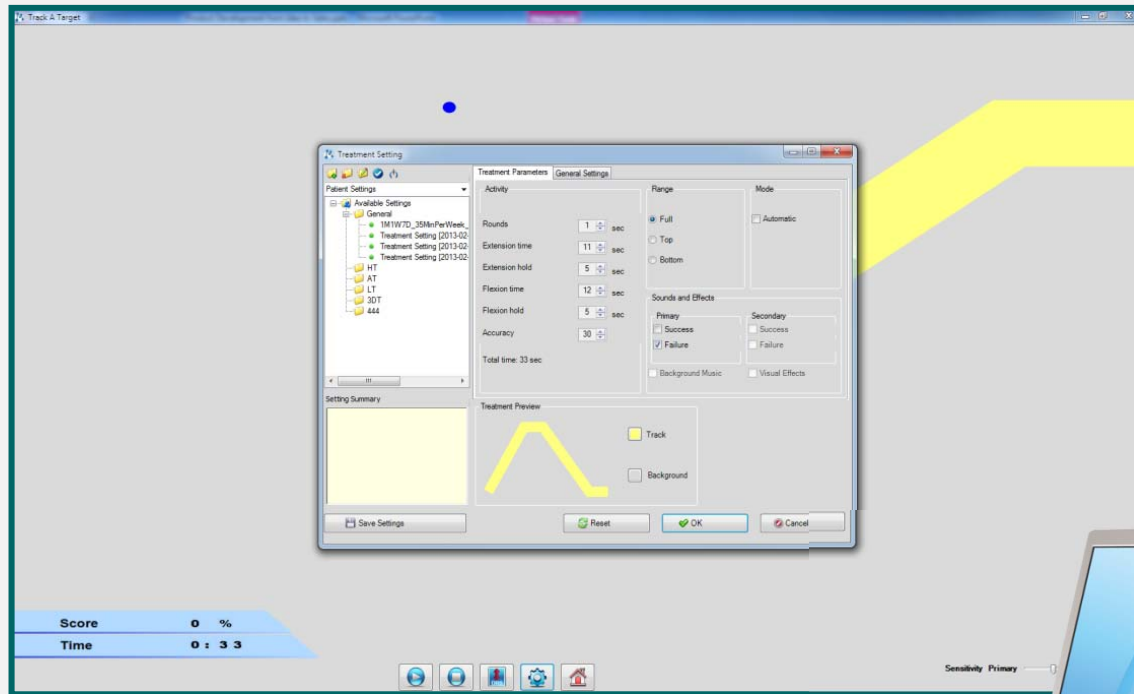 Track A Target
Treatment Setting
Patient Settings
Available Settings
General
1M1W7D_35MinPerWeek_
Treatment Setting [2013-02-
Treatment Setting [2013-02-
Treatment Setting [2013-02-
HT
AT
LT
3DT
444
Setting Summary
Save Settings
Treatment Parameters General Settings
Activity
Rounds 1 sec
Extension time 11 sec
Extension hold 5 sec
Flexion time 12 sec
Flexion hold 5 sec
Accuracy 30
Total time: 33 sec
Range
Full
Top
Bottom
Mode
Automatic
Sounds and Effects
Primary
Success
Failure
Secondary
Success
Failure
Background Music Visual Effects
Treatment Preview
Track
Background
Reset OK Cancel
Score 0 %
Time 0 : 3 3
Sensitivity Primary